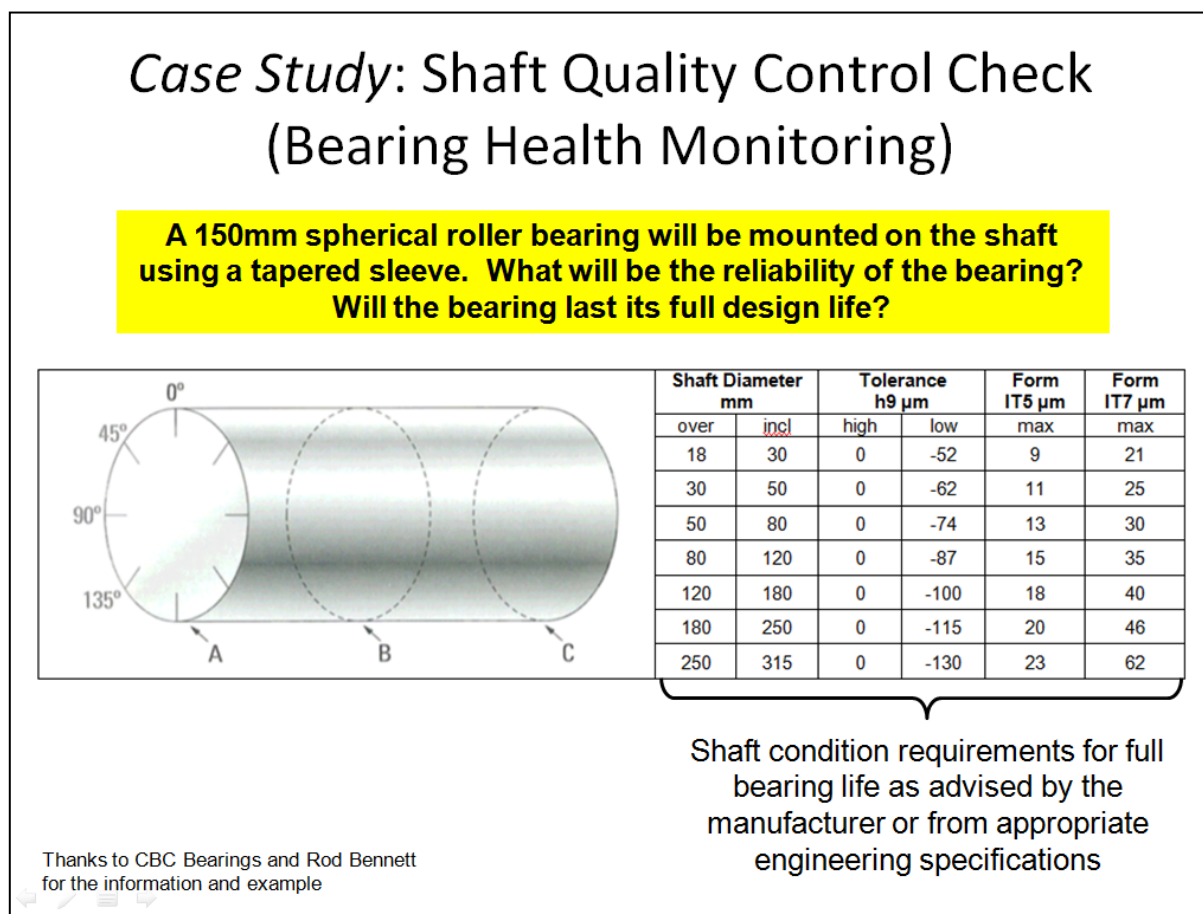 Case Study: Shaft Quality Control Check
(Bearing Health Monitoring)
A 150mm spherical roller bearing will be mounted on the shaft
using a tapered sleeve. What will be the reliability of the bearing?
Will the bearing last its full design life?
0°
45°
90°
135°
A
B
C
Shaft Diameter mm Tolerance h9 µm Form IT5 µm Form IT7 µm
over incl high low max max
18 30 0 -52 9 21
30 50 0 -62 11 25
50 80 0 -74 13 30
80 120 0 -87 15 35
120 180 0 -100 18 40
180 250 0 -115 20 46
250 315 0 -130 23 62
Shaft condition requirements for full
bearing life as advised by the
manufacturer or from appropriate
engineering specifications
Thanks to CBC Bearings and Rod Bennett
for the information and example